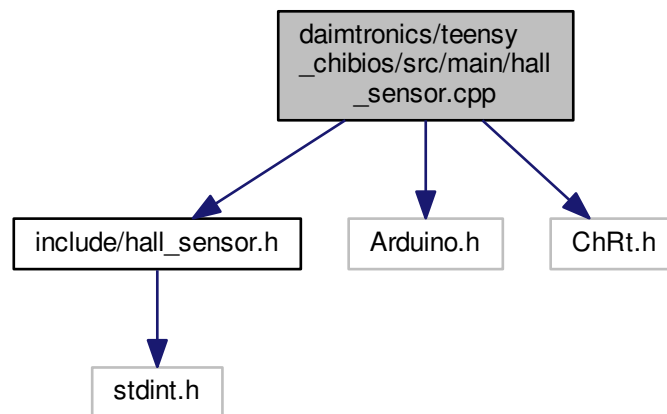 daimtronics/teensy
_chibios/src/main/hall
_sensor.cpp
include/hall_sensor.h
Arduino.h
ChRt.h
stdint.h